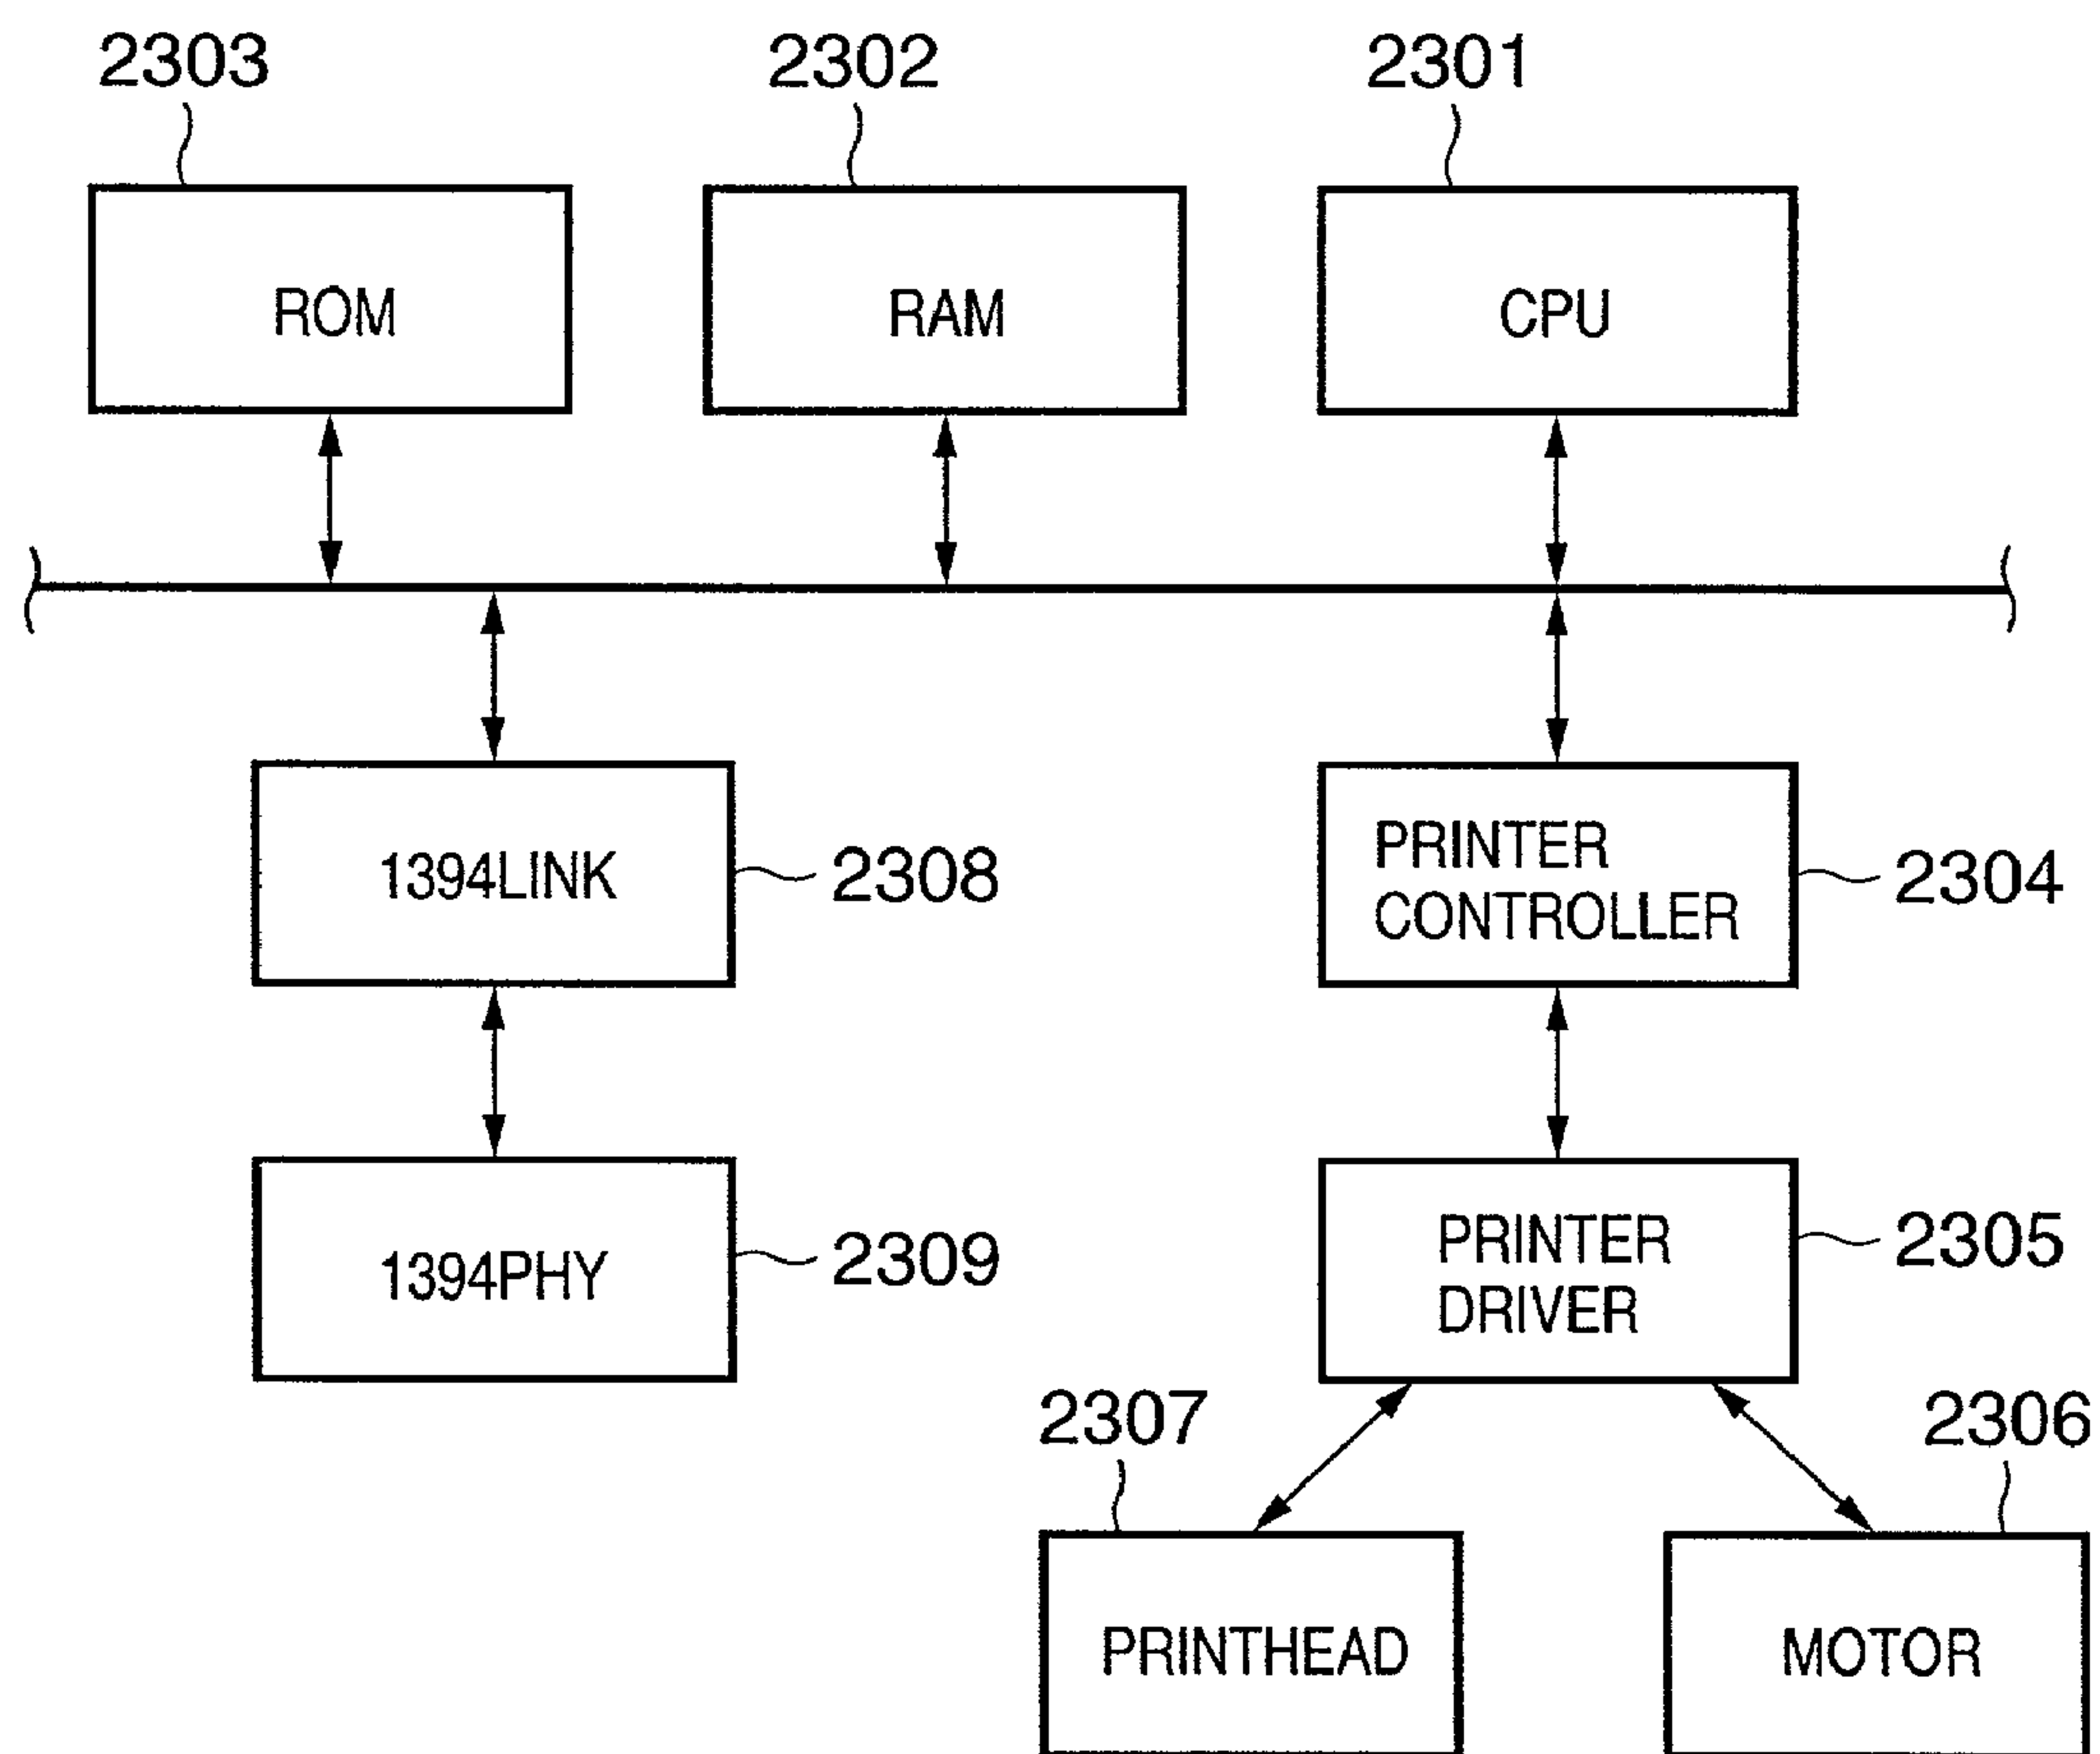 2303
2302
2301
ROM
RAM
CPU
1394LINK
2308
PRINTER
CONTROLLER
2304
1394PHY
2309
PRINTER
DRIVER
2305
2307
2306
PRINTHEAD
MOTOR